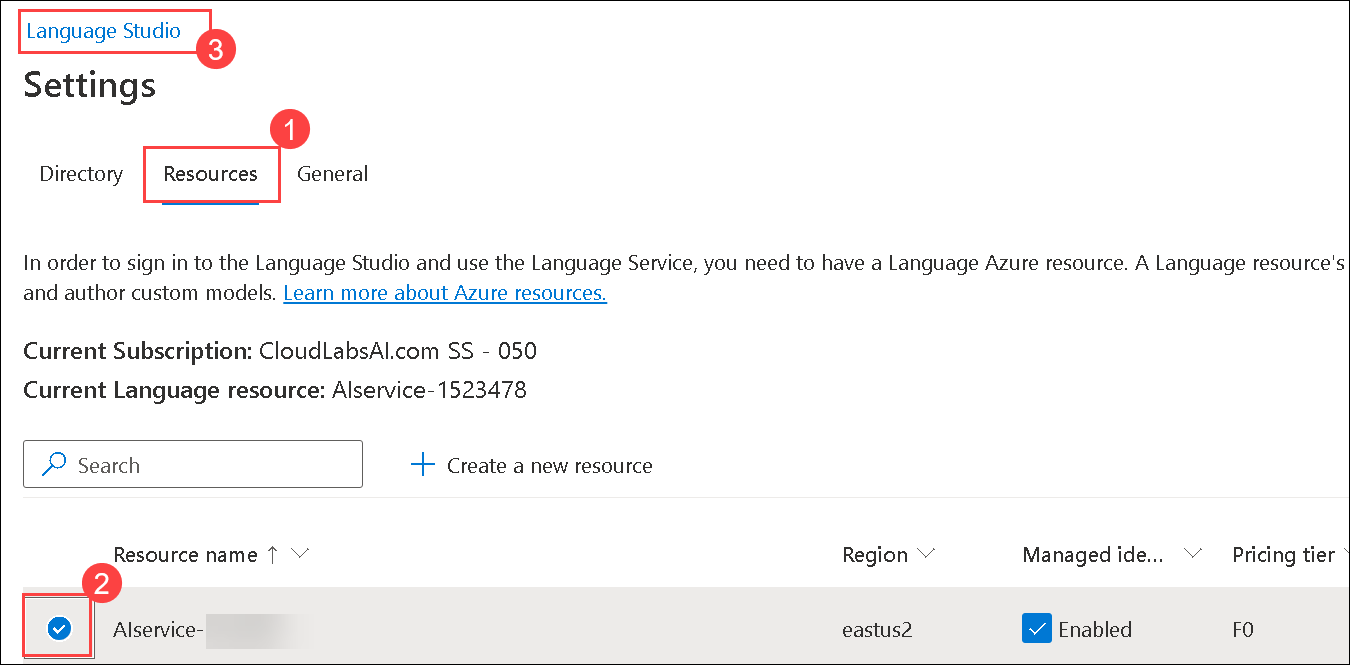 Language Studio
3
Settings
1
Directory Resources General
In order to sign in to the Language Studio and use the Language Service, you need to have a Language Azure resource. A Language resource's
and author custom models. Learn more about Azure resources.
Current Subscription: CloudLabsAI.com SS - 050
Current Language resource: AIservice-1523478
Search + Create a new resource
Resource name ↑ Region Managed ide... Pricing tier
2
AIservice- eastus2 Enabled F0